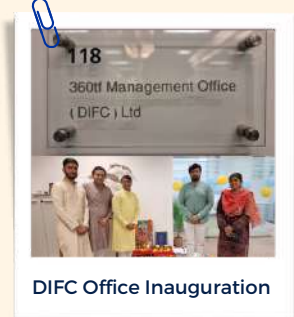 118
360tf Management Office
( DIFC ) Ltd
DIFC Office Inauguration